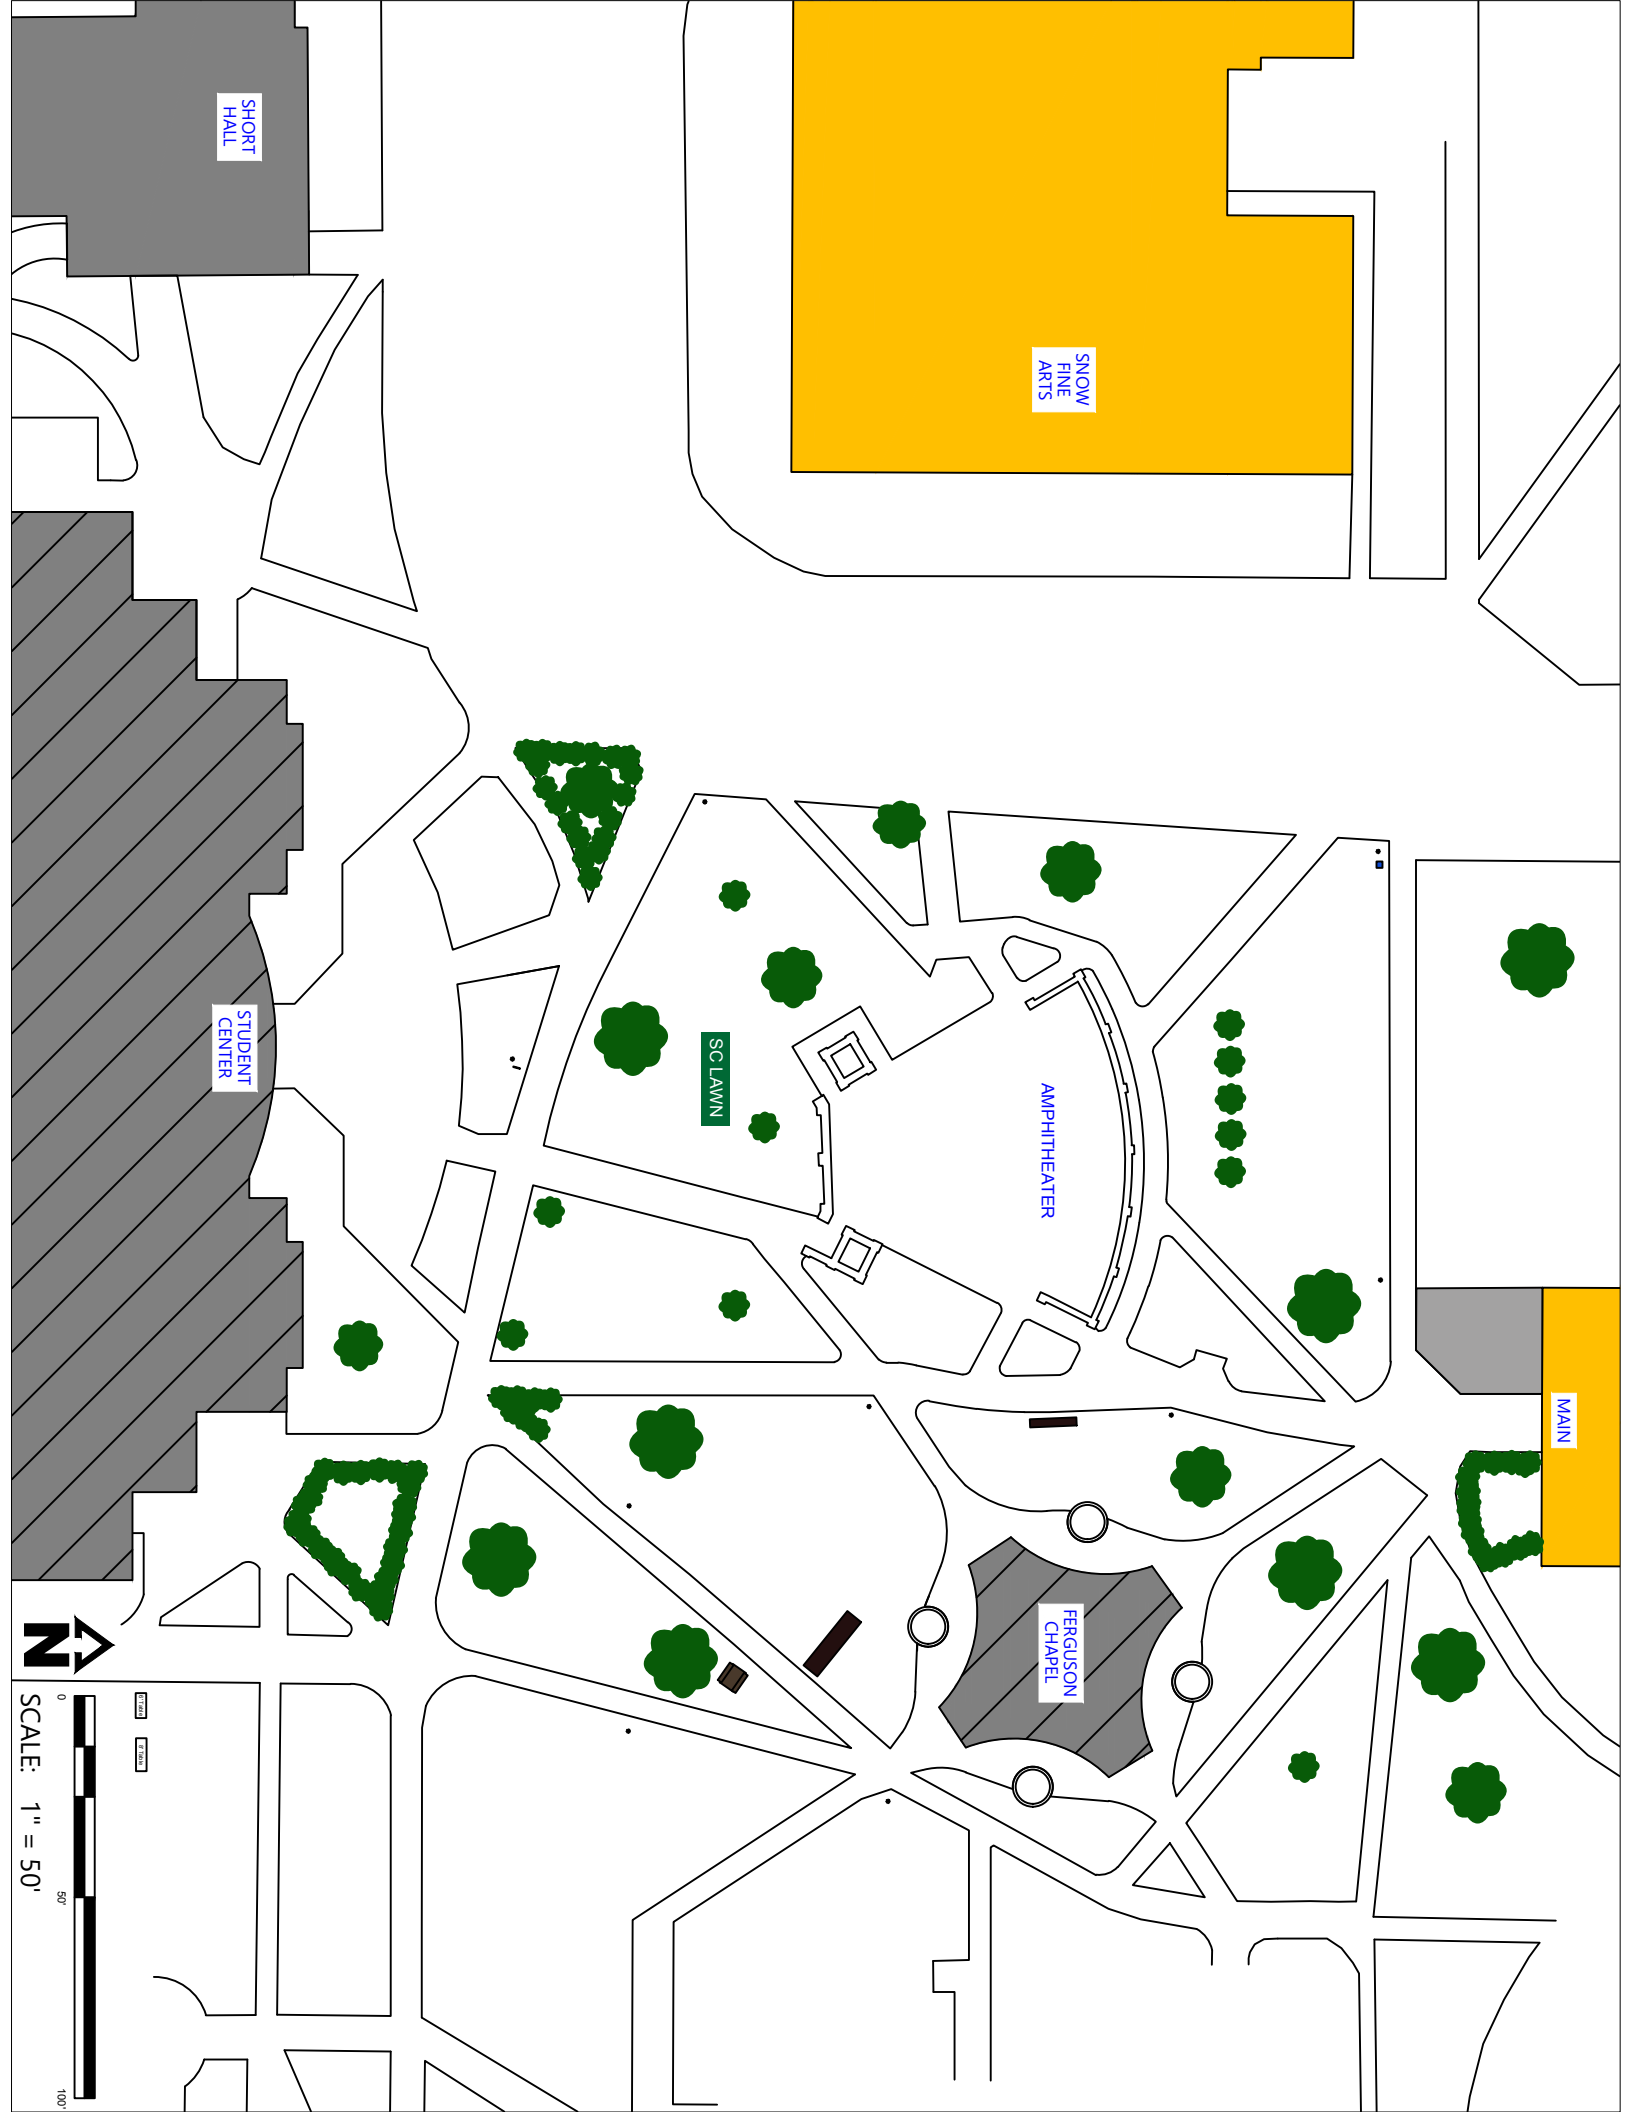 SHORT
HALL
SNOW
FINE
ARTS
STUDENT
CENTER
SC LAWN
AMPHITHEATER
MAIN
FERGUSON
CHAPEL
N
0
50'
100'
SCALE: 1" = 50'